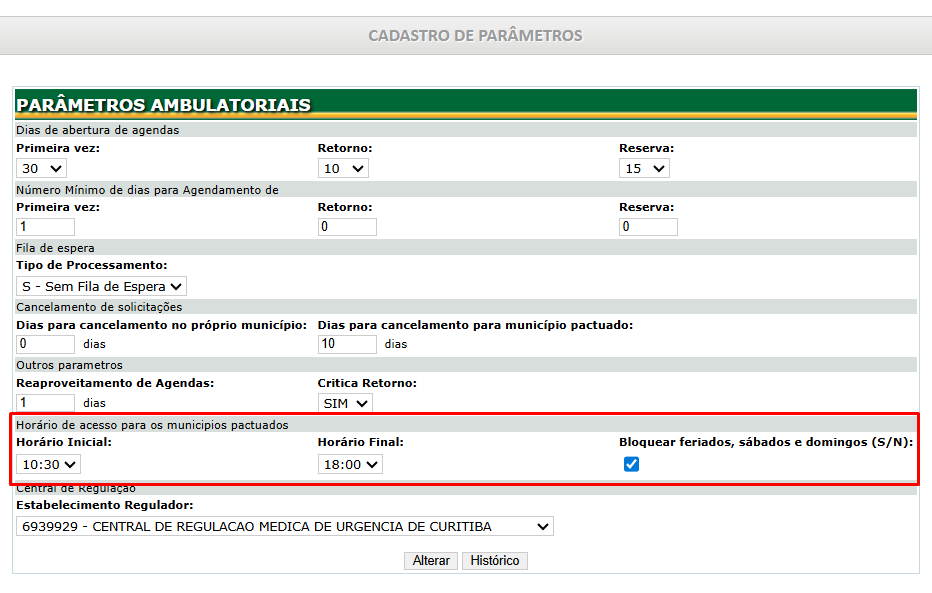 CADASTRO DE PARÂMETROS
PARÂMETROS AMBULATORIAIS
Dias de abertura de agendas
Primeira vez: Retorno: Reserva:
30 10 15
Número Mínimo de dias para Agendamento de
Primeira vez: Retorno: Reserva:
1 0 0
Fila de espera
Tipo de Processamento:
S - Sem Fila de Espera
Cancelamento de solicitações
Dias para cancelamento no próprio município: Dias para cancelamento para município pactuado:
0 dias 10 dias
Outros parametros
Reaproveitamento de Agendas: Critica Retorno:
1 dias SIM
Horário de acesso para os municipios pactuados
Horário Inicial: Horário Final: Bloquear feriados, sábados e domingos (S/N):
10:30 18:00
Central de Regulação
Estabelecimento Regulador:
6939929 - CENTRAL DE REGULACAO MEDICA DE URGENCIA DE CURITIBA
Alterar Histórico